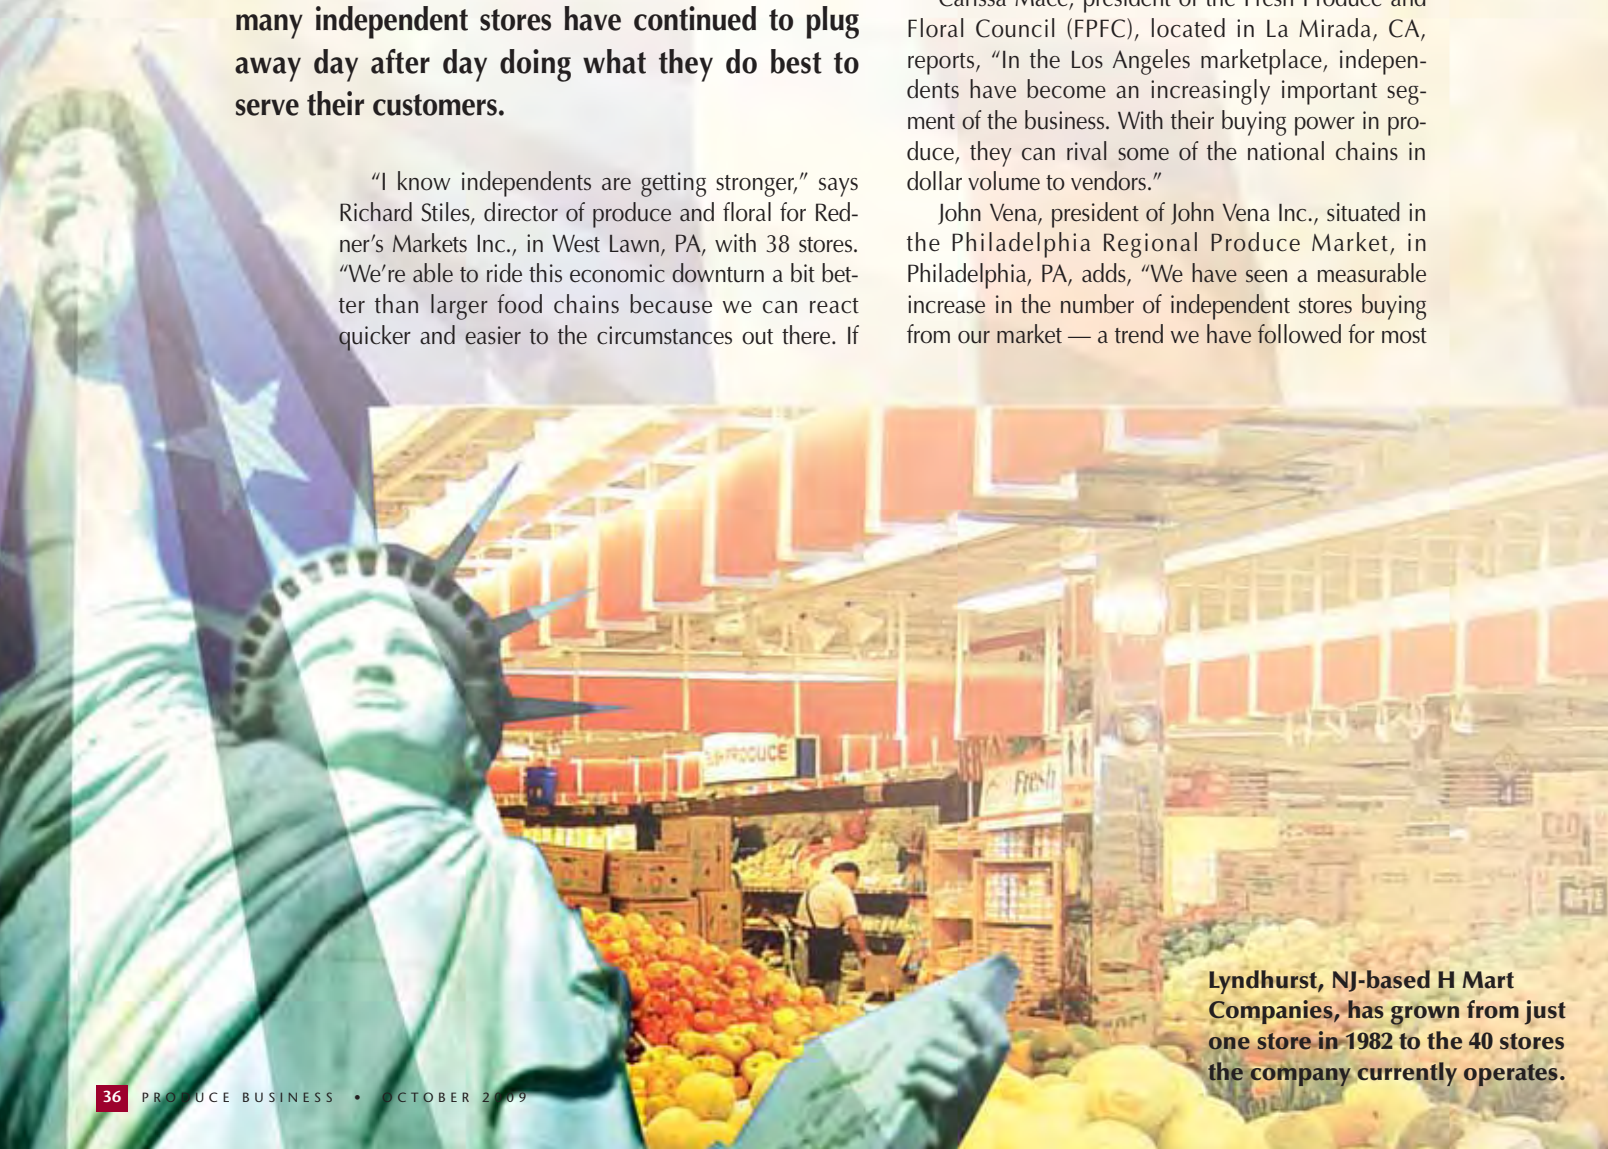 many independent stores have continued to plug
away day after day doing what they do best to
serve their customers.
“I know independents are getting stronger,” says
Richard Stiles, director of produce and floral for Red-
ner’s Markets Inc., in West Lawn, PA, with 38 stores.
“We’re able to ride this economic downturn a bit bet-
ter than larger food chains because we can react
quicker and easier to the circumstances out there. If
Carissa Mace, president of the Fresh Produce and
Floral Council (FPFC), located in La Mirada, CA,
reports, “In the Los Angeles marketplace, indepen-
dents have become an increasingly important seg-
ment of the business. With their buying power in pro-
duce, they can rival some of the national chains in
dollar volume to vendors.”
John Vena, president of John Vena Inc., situated in
the Philadelphia Regional Produce Market, in
Philadelphia, PA, adds, “We have seen a measurable
increase in the number of independent stores buying
from our market — a trend we have followed for most
PRODUCE
Fresh
Lyndhurst, NJ-based H Mart
Companies, has grown from just
one store in 1982 to the 40 stores
the company currently operates.
36 PRODUCE BUSINESS • OCTOBER 2009